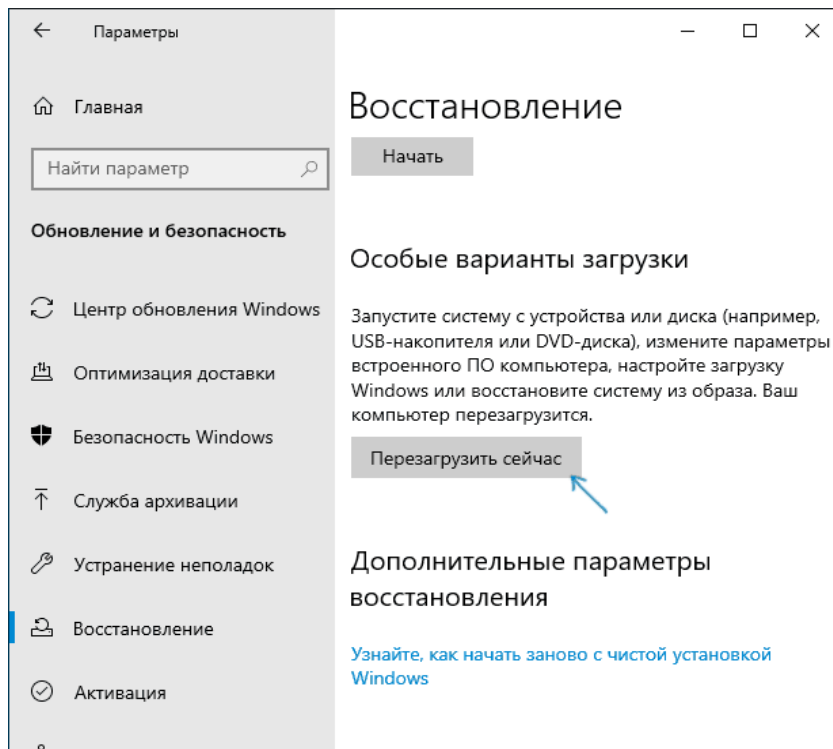 Параметры
Главная
Найти параметр
Обновление и безопасность
Центр обновления Windows
Оптимизация доставки
Безопасность Windows
Служба архивации
Устранение неполадок
Восстановление
Активация
Восстановление
Начать
Особые варианты загрузки
Запустите систему с устройства или диска (например,
USB-накопителя или DVD-диска), измените параметры
встроенного ПО компьютера, настройте загрузку
Windows или восстановите систему из образа. Ваш
компьютер перезагрузится.
Перезагрузить сейчас
Дополнительные параметры
восстановления
Узнайте, как начать заново с чистой установкой
Windows